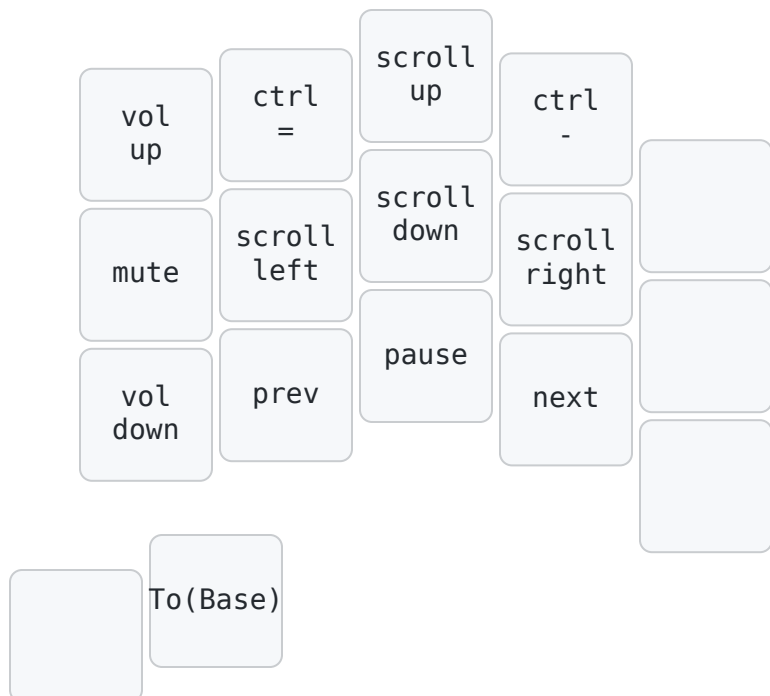 vol
up
ctrl
=
scroll
up
ctrl
-
mute
scroll
left
scroll
down
scroll
right
vol
down
prev
pause
next
To(Base)